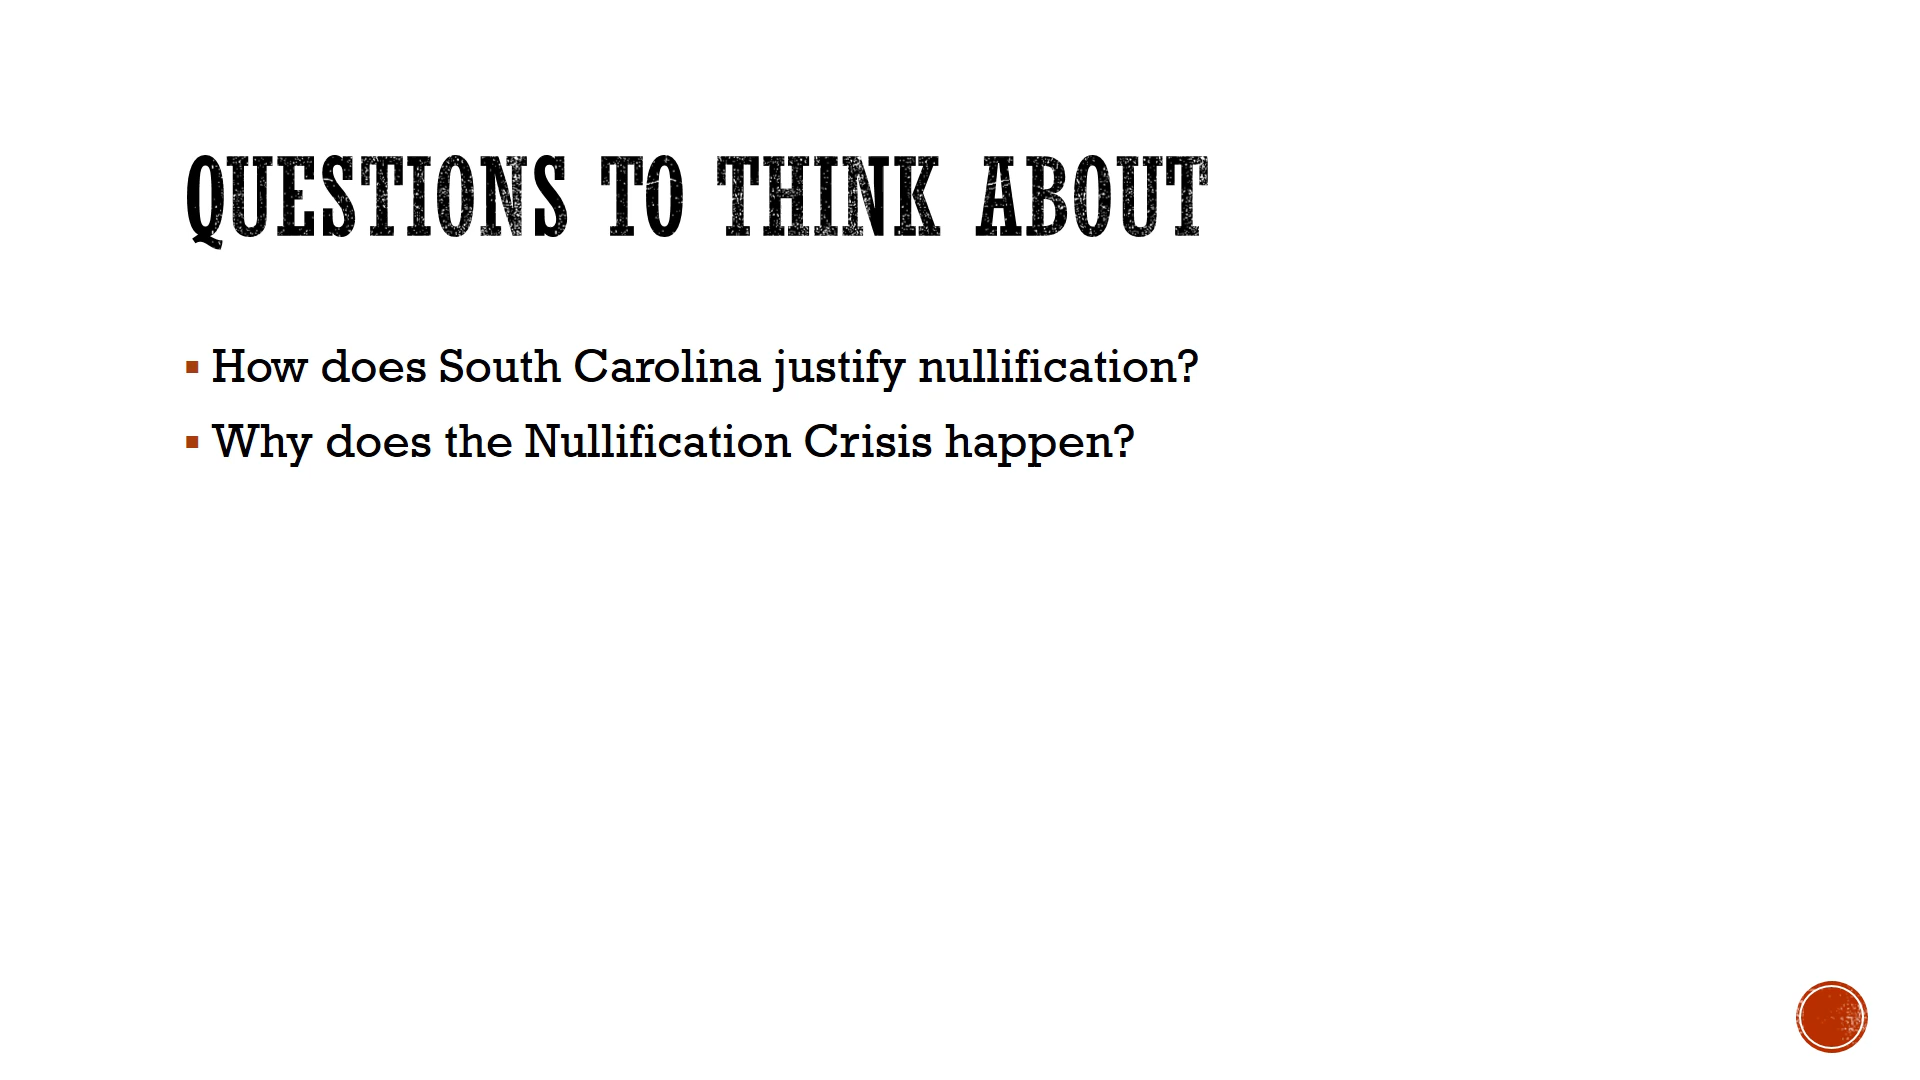 QUESTIONS TO THINK ABOUT
▪ How does South Carolina justify nullification?
▪ Why does the Nullification Crisis happen?